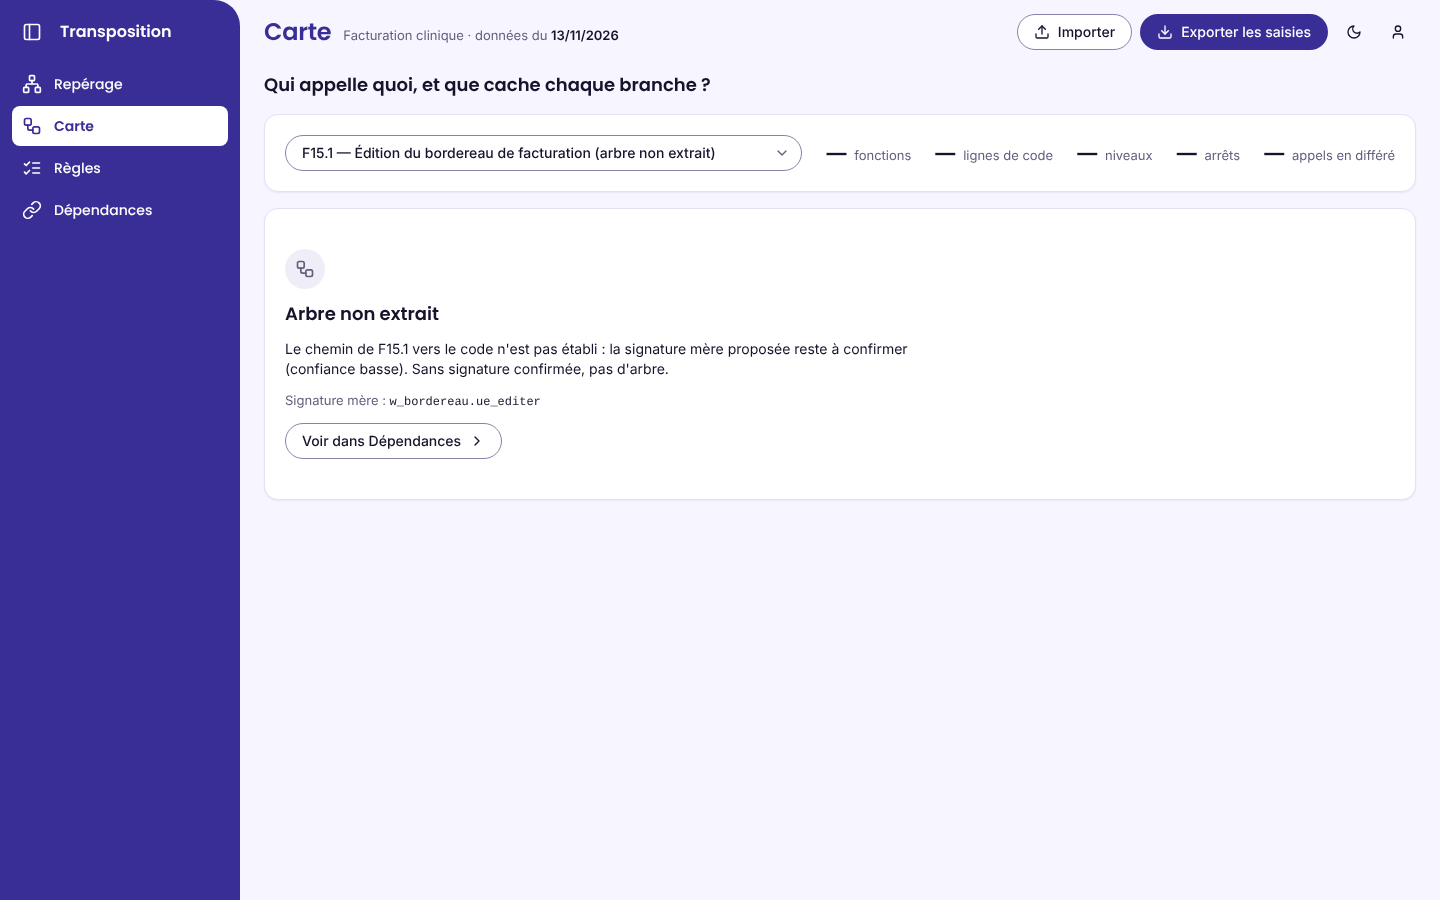 Transposition
Repérage
Carte
Règles
Dépendances
Carte
Facturation clinique · données du 13/11/2026
Importer
Exporter les saisies
Qui appelle quoi, et que cache chaque branche ?
F15.1 — Édition du bordereau de facturation (arbre non extrait)
— fonctions
— lignes de code
— niveaux
— arrêts
— appels en différé
Arbre non extrait
Le chemin de F15.1 vers le code n'est pas établi : la signature mère proposée reste à confirmer
(confiance basse). Sans signature confirmée, pas d'arbre.
Signature mère : w_bordereau.ue_editer
Voir dans Dépendances